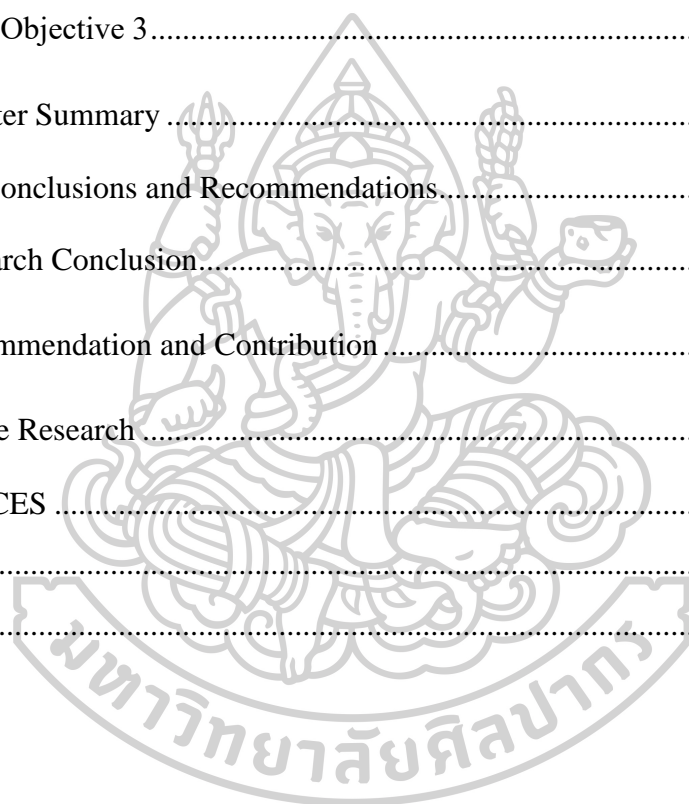 Objective 3................................................................
ter Summary ................................................................
onclusions and Recommendations................................
arch Conclusion................................................................
mmendation and Contribution ................................
e Research ................................................................
CES ................................................................
................................................................
................................................................
มหาวิทยาลัยศิลปากร